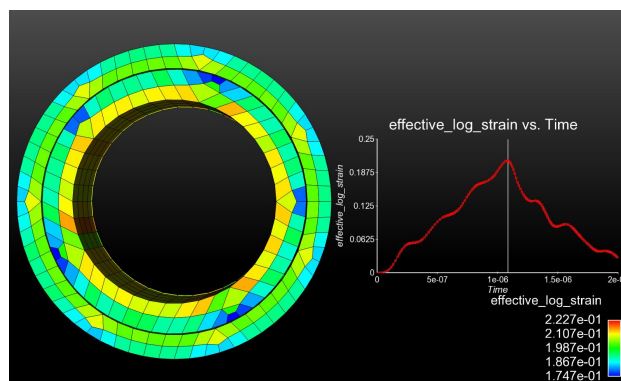 effective_log_strain vs. Time
0.25
0.1875
0.125
0.0625
0
effective_log_strain
0
5e-07
1e-06
1.5e-06
Time
effective_log_strain
2.227e-01
2.107e-01
1.987e-01
1.867e-01
1.747e-01